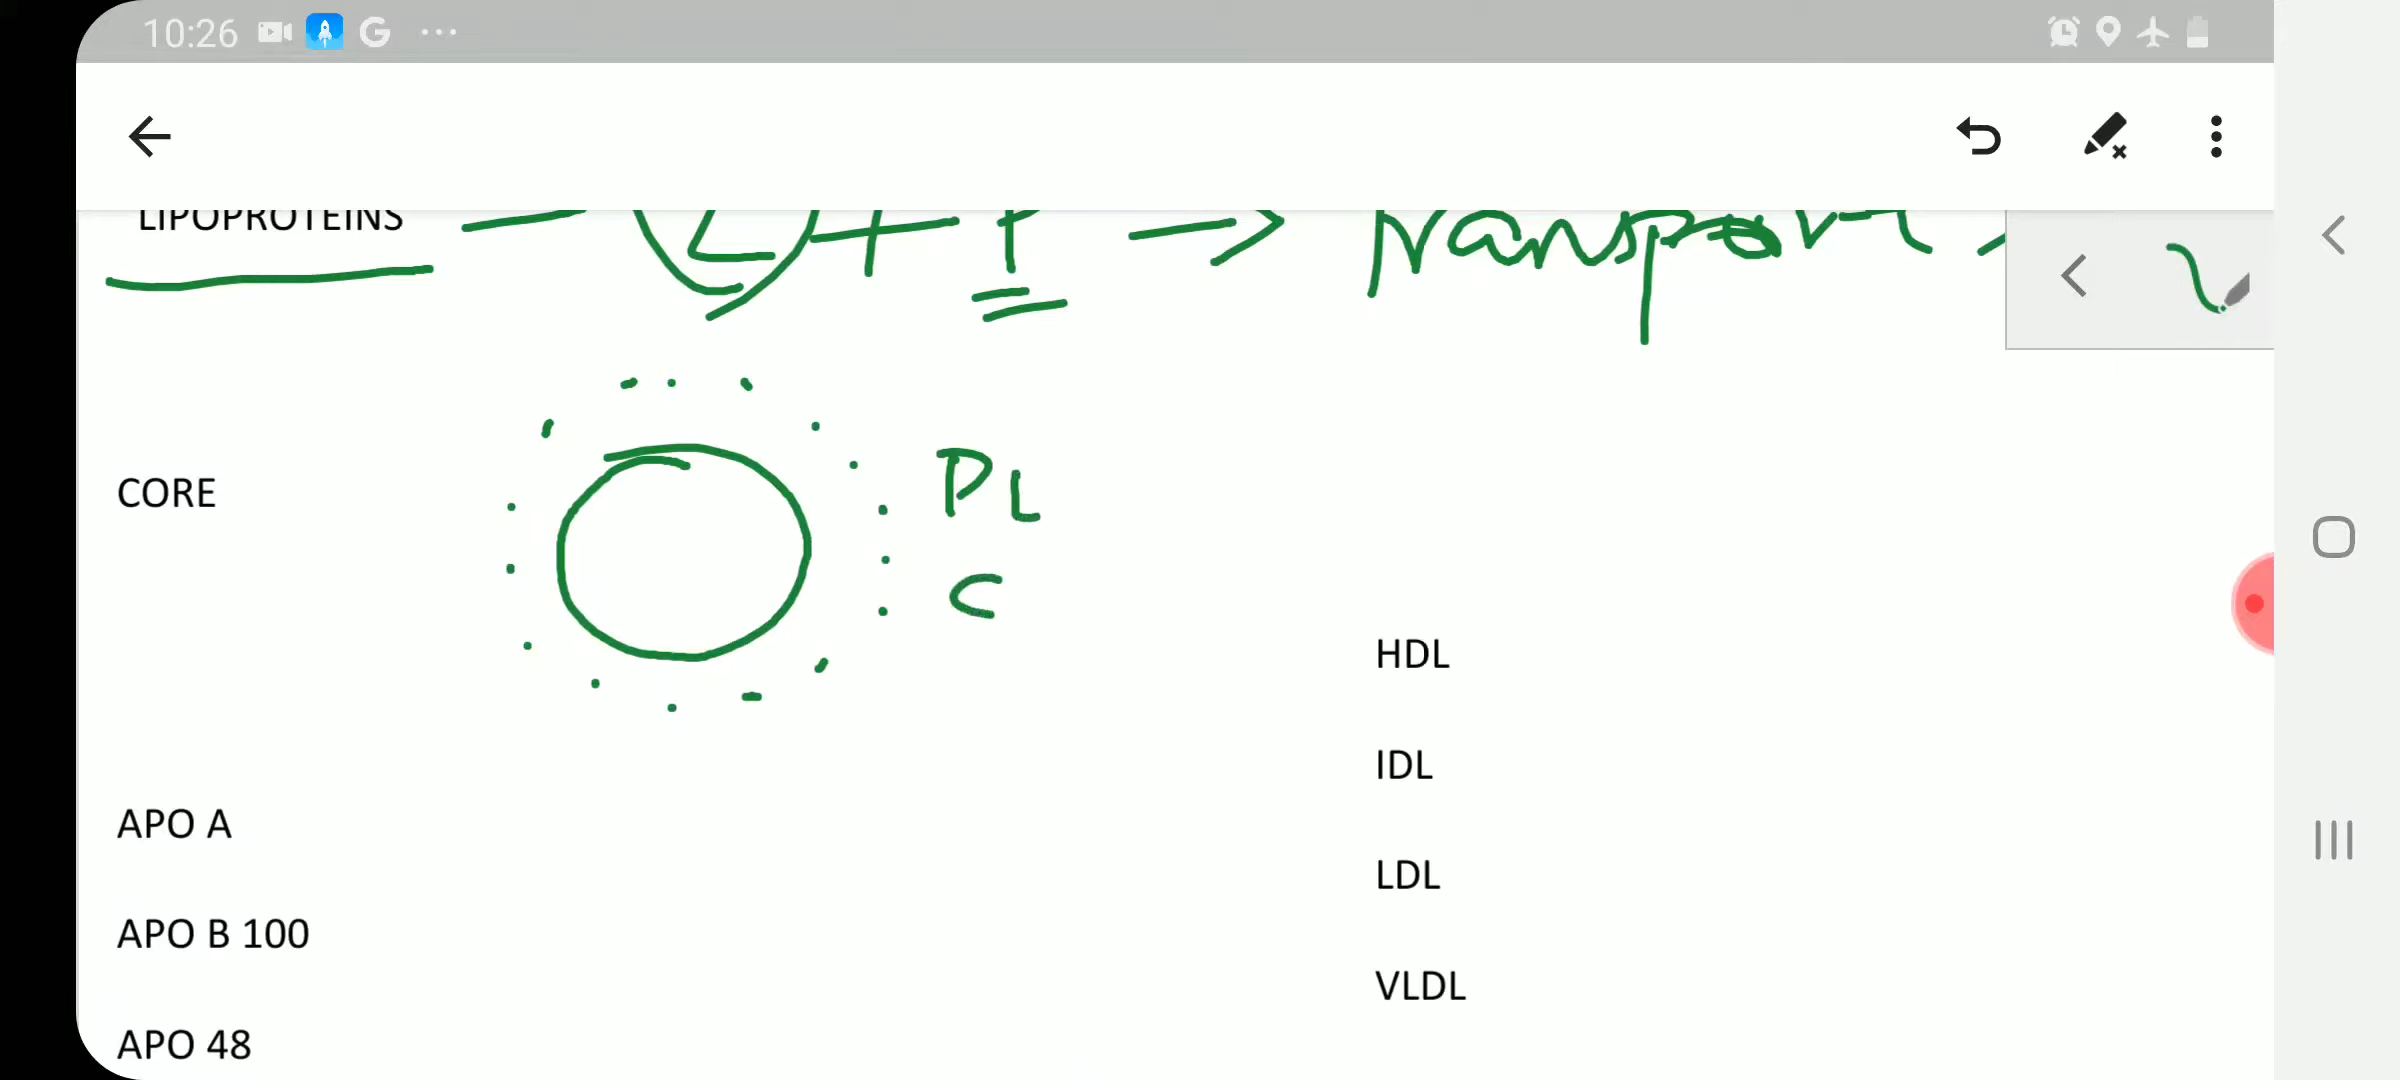 10:26
LIPOPROTEINS - L + P → Transport
PL
CORE
C
HDL
IDL
APO A
LDL
APO B 100
VLDL
APO 48